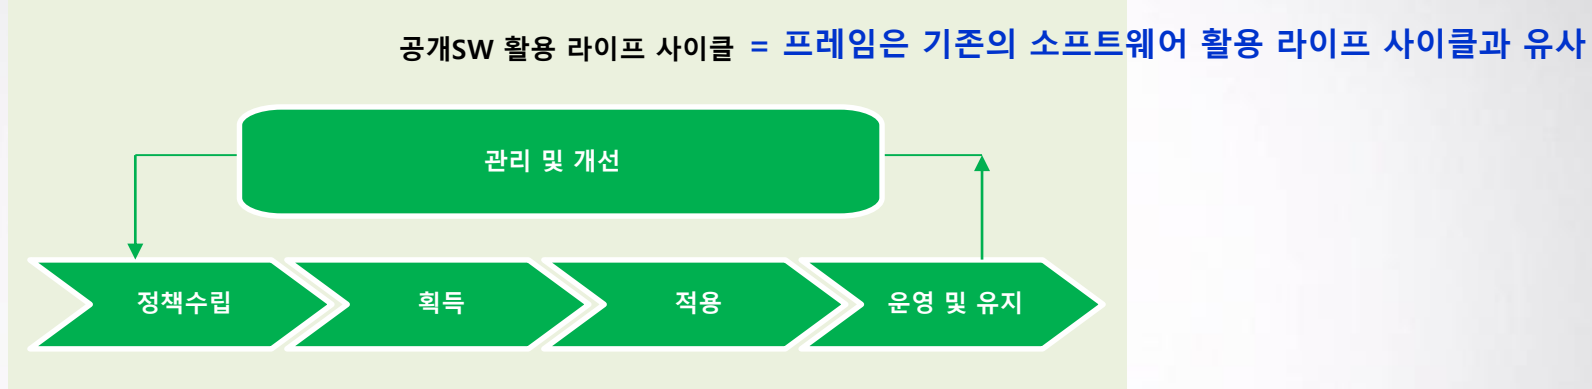 공개SW 활용 라이프 사이클 = 프레임은 기존의 소프트웨어 활용 라이프 사이클과 유사
관리 및 개선
정책수립 획득 적용 운영 및 유지